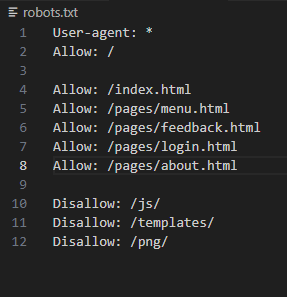 robots.txt
1 User-agent: *
2 Allow: /
3
4 Allow: /index.html
5 Allow: /pages/menu.html
6 Allow: /pages/feedback.html
7 Allow: /pages/login.html
8 Allow: /pages/about.html
9
10 Disallow: /js/
11 Disallow: /templates/
12 Disallow: /png/